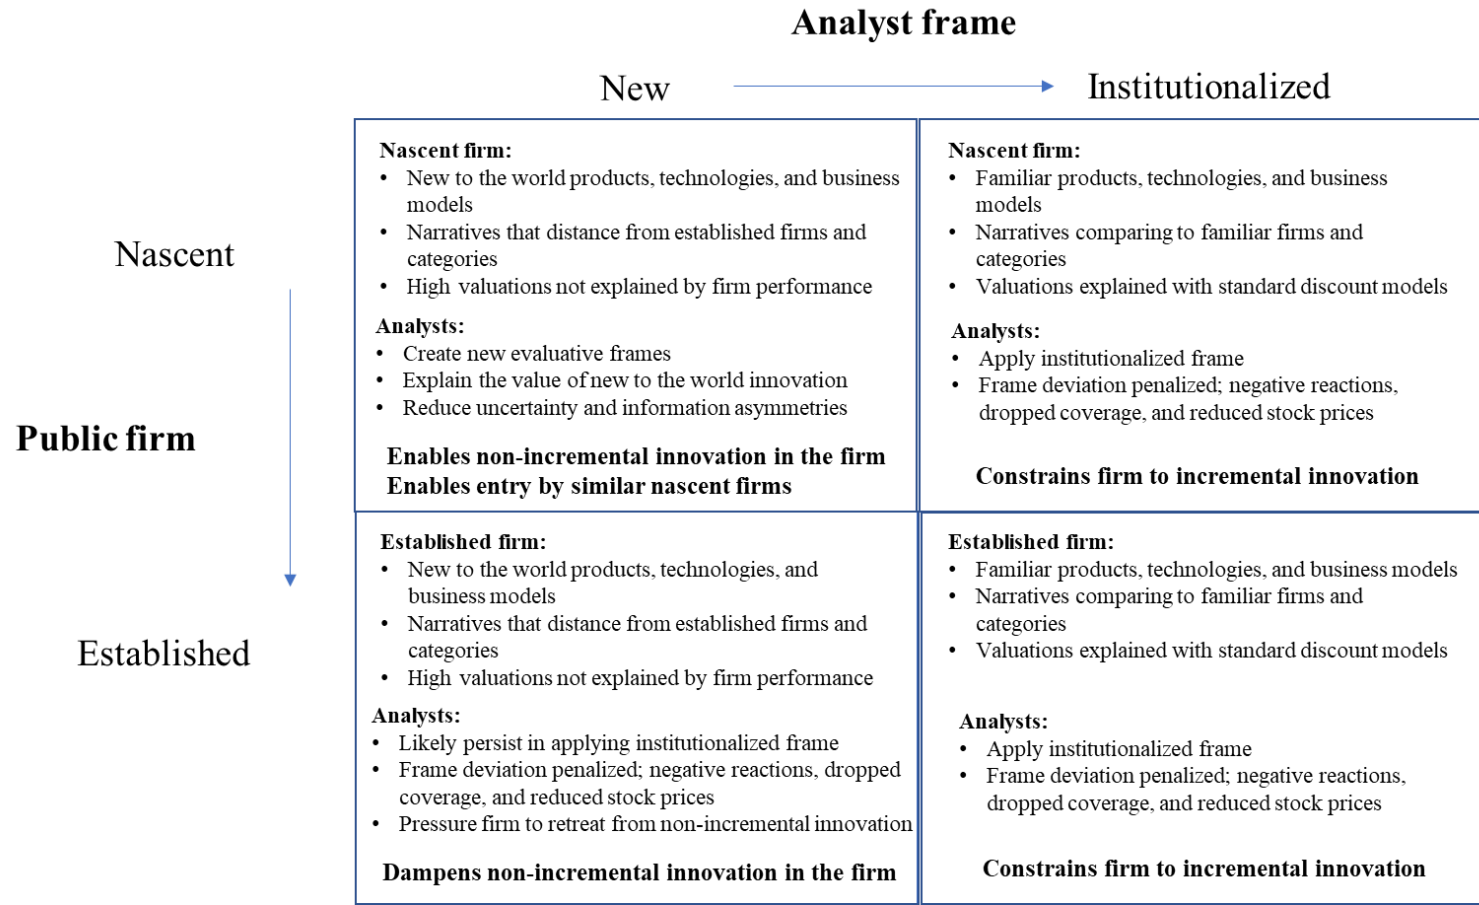 Analyst frame
New
Institutionalized
Nascent firm:
• New to the world products, technologies, and business
models
• Narratives that distance from established firms and
categories
• High valuations not explained by firm performance
Analysts:
• Create new evaluative frames
• Explain the value of new to the world innovation
• Reduce uncertainty and information asymmetries
Enables non-incremental innovation in the firm
Enables entry by similar nascent firms
Nascent firm:
• Familiar products, technologies, and business
models
• Narratives comparing to familiar firms and
categories
• Valuations explained with standard discount models
Analysts:
• Apply institutionalized frame
• Frame deviation penalized; negative reactions,
dropped coverage, and reduced stock prices
Constrains firm to incremental innovation
Nascent
Public firm
Established
Established firm:
• New to the world products, technologies, and
business models
• Narratives that distance from established firms and
categories
• High valuations not explained by firm performance
Analysts:
• Likely persist in applying institutionalized frame
• Frame deviation penalized; negative reactions, dropped
coverage, and reduced stock prices
• Pressure firm to retreat from non-incremental innovation
Dampens non-incremental innovation in the firm
Established firm:
• Familiar products, technologies, and business models
• Narratives comparing to familiar firms and
categories
• Valuations explained with standard discount models
Analysts:
• Apply institutionalized frame
• Frame deviation penalized; negative reactions,
dropped coverage, and reduced stock prices
Constrains firm to incremental innovation